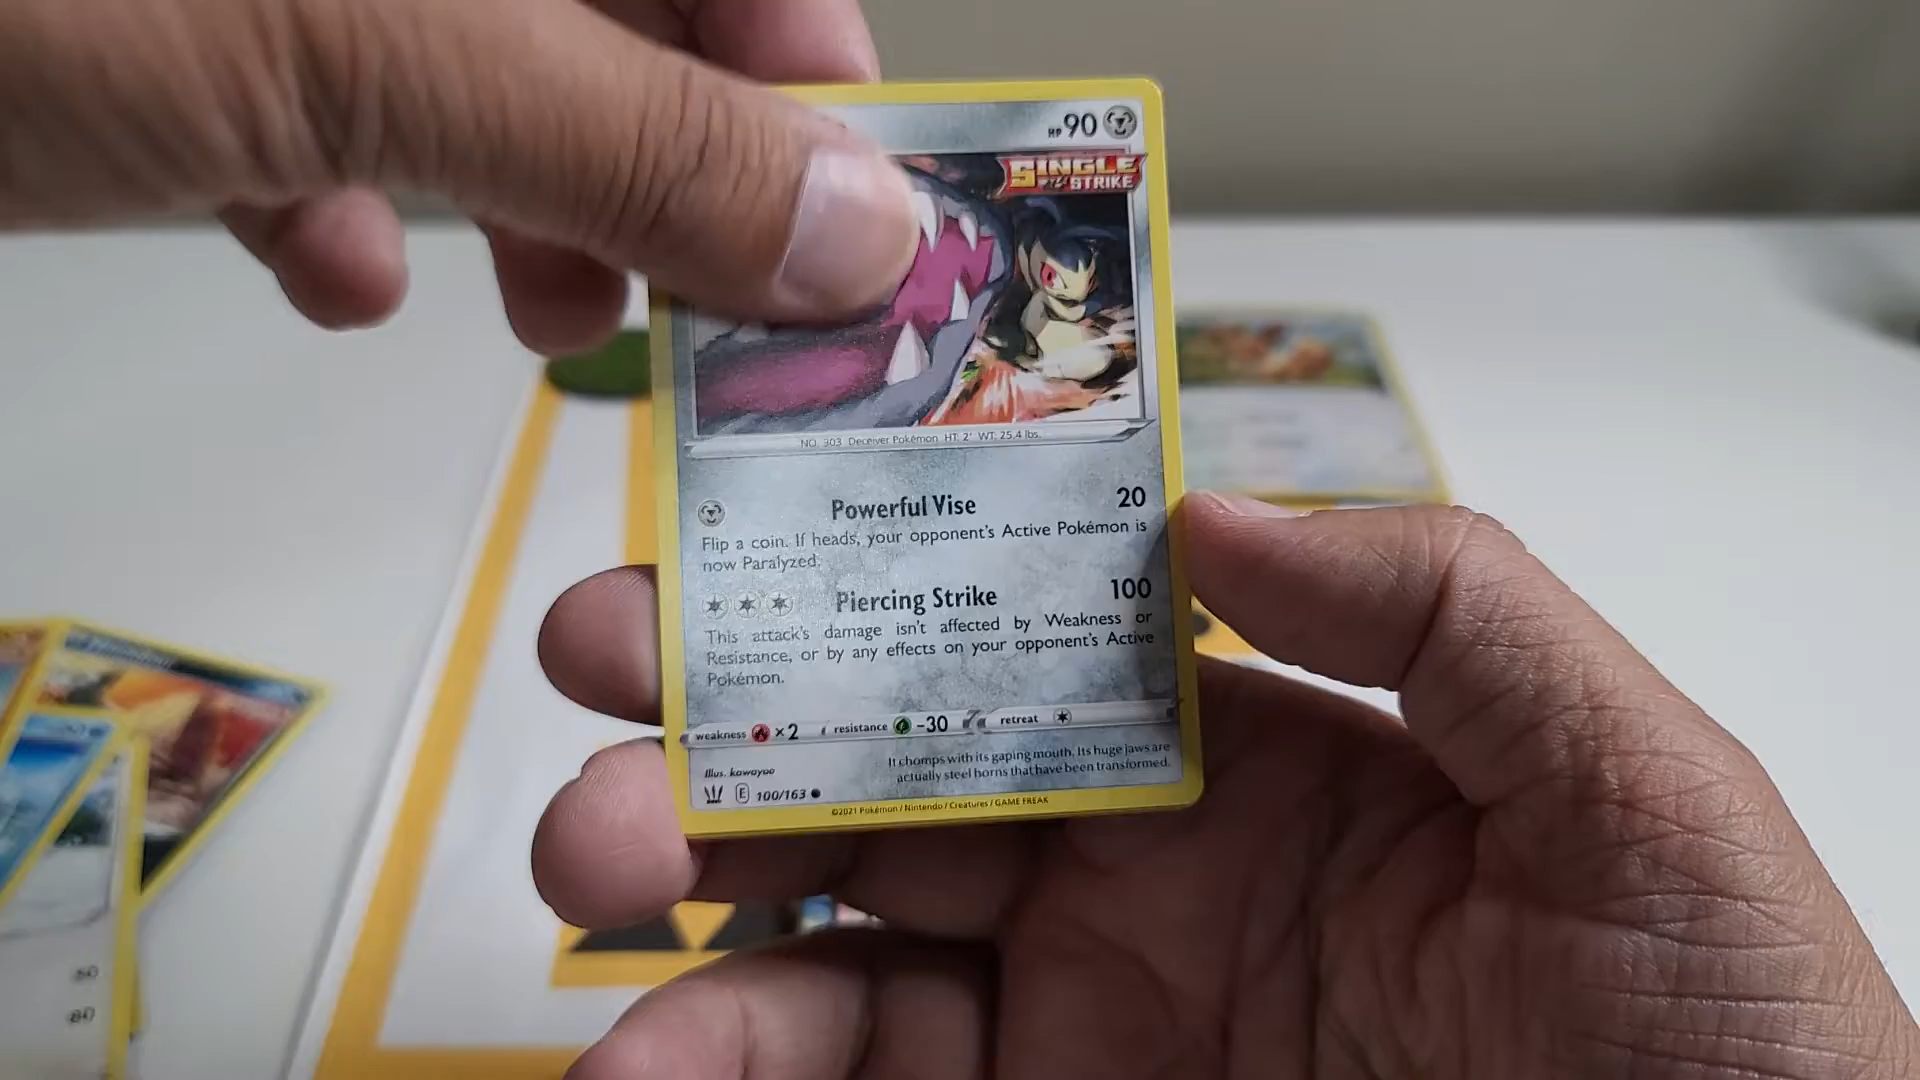 HP 90
SINGLE
STRIKE
NO. 303 Deceiver Pokémon HT: 2' WT: 25.4 lbs.
Powerful Vise 20
Flip a coin. If heads, your opponent's Active Pokémon is
now Paralyzed.
Piercing Strike 100
This attack's damage isn't affected by Weakness or
Resistance, or by any effects on your opponent's Active
Pokémon.
weakness ×2 resistance -30 retreat
Illus. kawayoo
It chomps with its gaping mouth. Its huge jaws are
actually steel horns that have been transformed.
E 100/163
©2021 Pokémon / Nintendo / Creatures / GAME FREAK
60
80